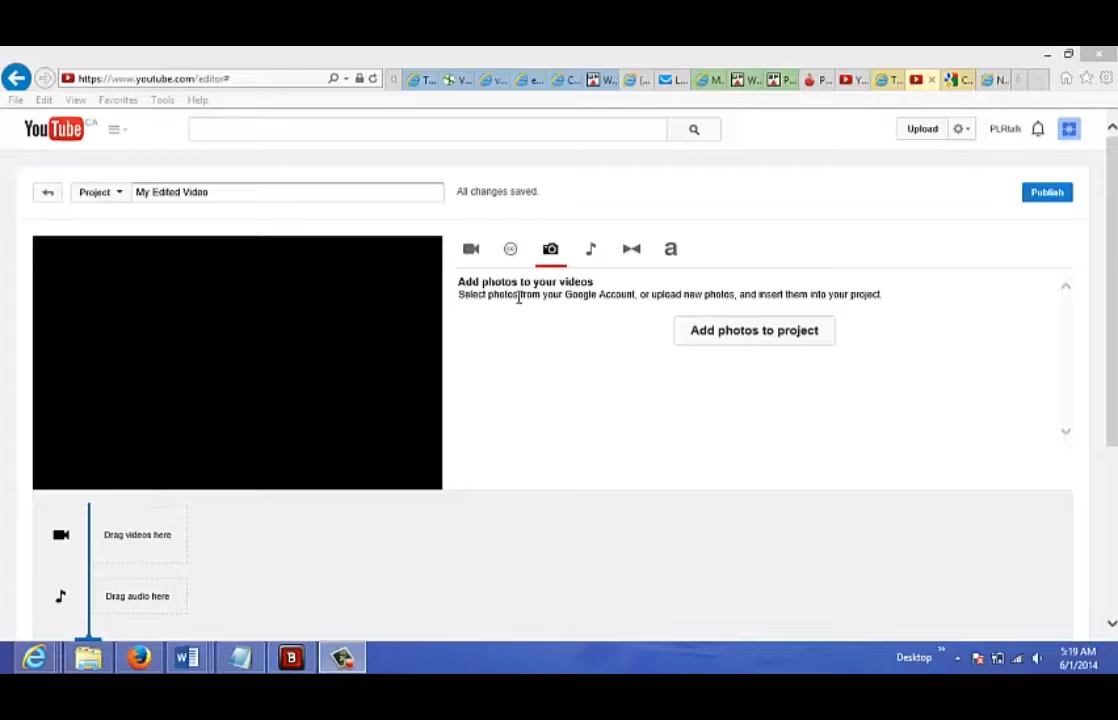 https://www.youtube.com/editor#
T... V... v... e... C... W... (... L... M... W... P... P... Y... T... C... N...
File Edit View Favorites Tools Help
YouTube CA
Upload
PLRtalk
Project
My Edited Video
All changes saved.
Publish
CC
a
Add photos to your videos
Select photos from your Google Account, or upload new photos, and insert them into your project.
Add photos to project
Drag videos here
Drag audio here
Desktop
5:19 AM
6/1/2014